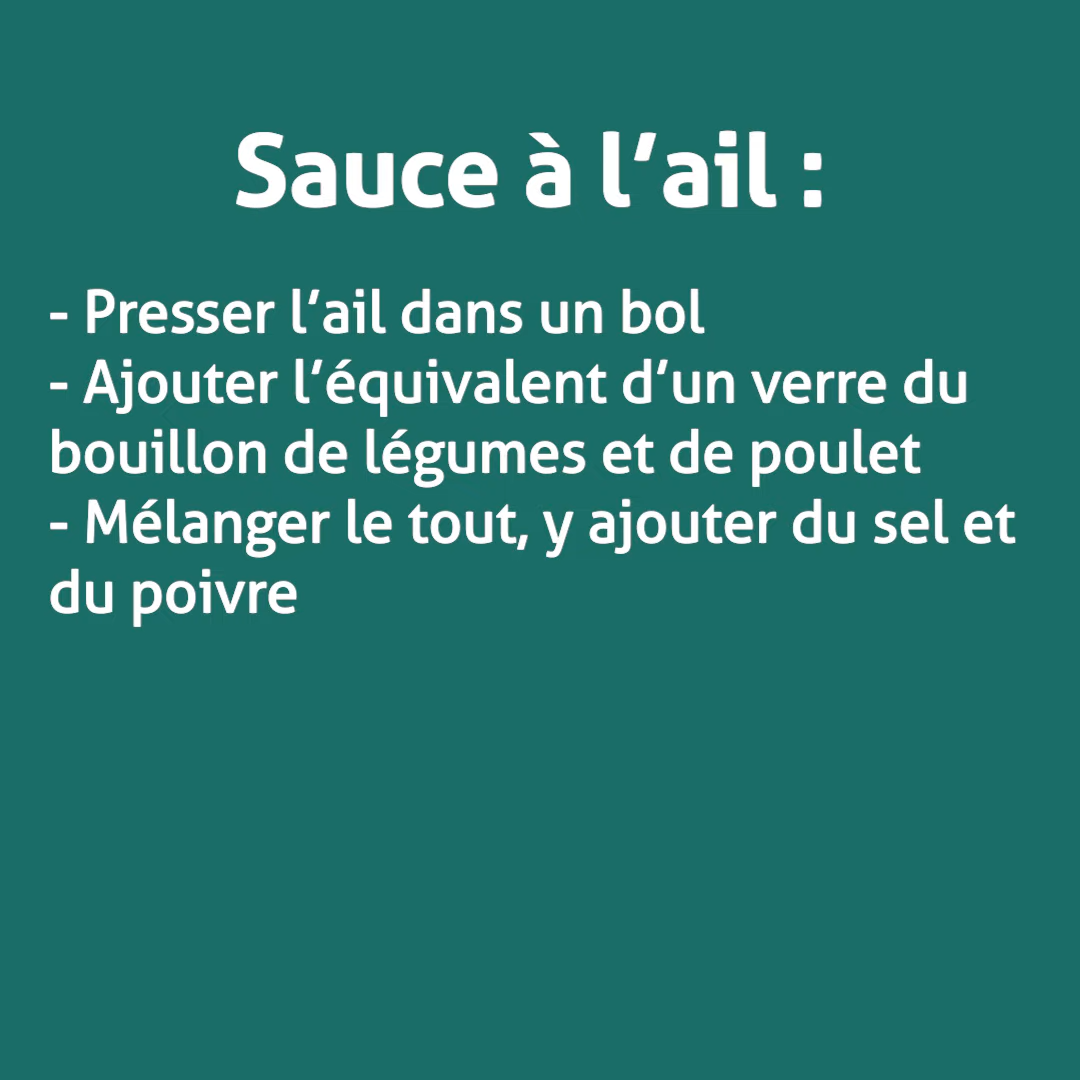 Sauce à l’ail :
- Presser l’ail dans un bol
- Ajouter l’équivalent d’un verre du
bouillon de légumes et de poulet
- Mélanger le tout, y ajouter du sel et
du poivre